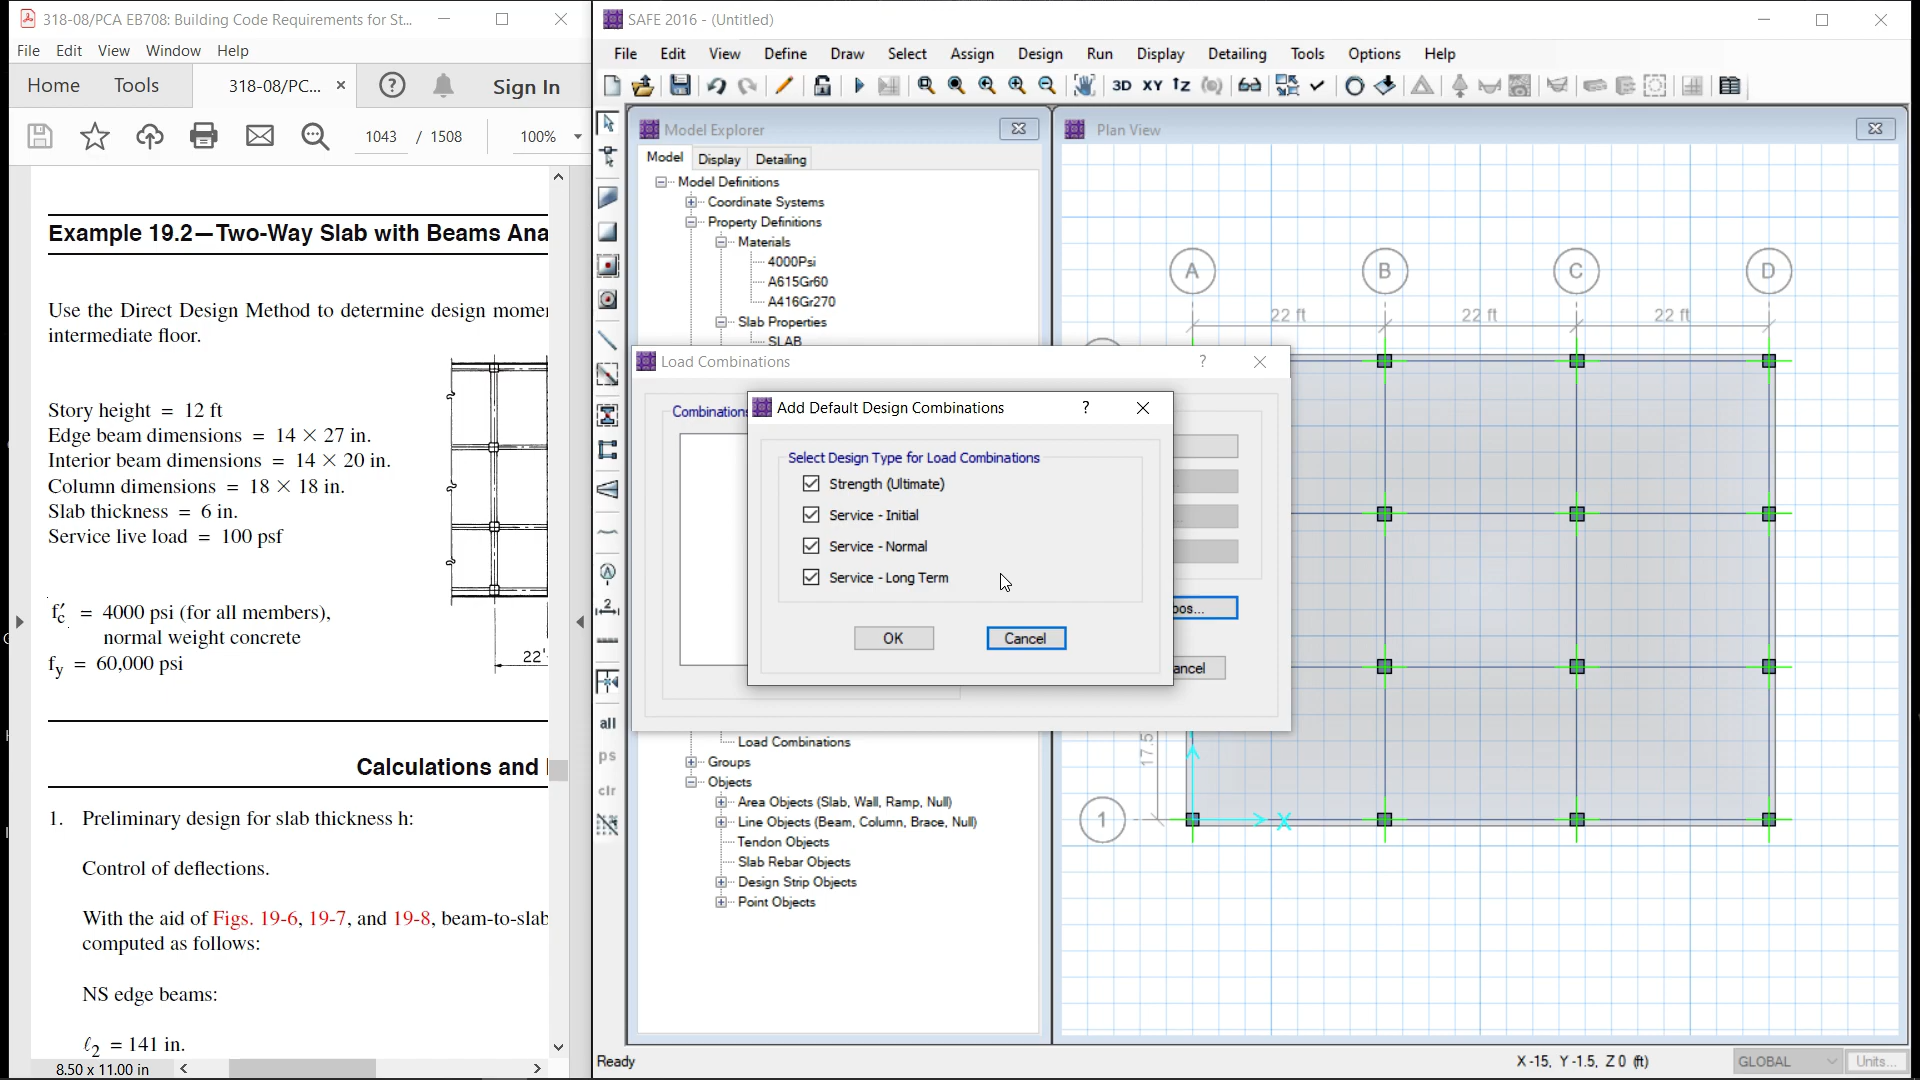 318-08/PCA EB708: Building Code Requirements for St...
File Edit View Window Help
Home Tools 318-08/PC... × ? Sign In
1043 / 1508 100%
Example 19.2—Two-Way Slab with Beams Ana
Use the Direct Design Method to determine design momen
intermediate floor.
Story height = 12 ft
Edge beam dimensions = 14 × 27 in.
Interior beam dimensions = 14 × 20 in.
Column dimensions = 18 × 18 in.
Slab thickness = 6 in.
Service live load = 100 psf
f′c = 4000 psi (for all members),
normal weight concrete
fy = 60,000 psi
22'
Calculations and
1. Preliminary design for slab thickness h:
Control of deflections.
With the aid of Figs. 19-6, 19-7, and 19-8, beam-to-slab
computed as follows:
NS edge beams:
ℓ2 = 141 in.
8.50 x 11.00 in
SAFE 2016 - (Untitled)
File Edit View Define Draw Select Assign Design Run Display Detailing Tools Options Help
3D XY
all
ps
clr
Model Explorer
Model Display Detailing
Model Definitions
Coordinate Systems
Property Definitions
Materials
4000Psi
A615Gr60
A416Gr270
Slab Properties
SLAB
Load Combinations ?
Combinations
Add Default Design Combinations ?
Select Design Type for Load Combinations
Strength (Ultimate)
Service - Initial
Service - Normal
Service - Long Term
OK Cancel
bos...
ancel
Load Combinations
Groups
Objects
Area Objects (Slab, Wall, Ramp, Null)
Line Objects (Beam, Column, Brace, Null)
Tendon Objects
Slab Rebar Objects
Design Strip Objects
Point Objects
Plan View
A B C D
22 ft 22 ft 22 ft
17.5
1
X
Ready
X -15, Y -1.5, Z 0 (ft) GLOBAL Units...